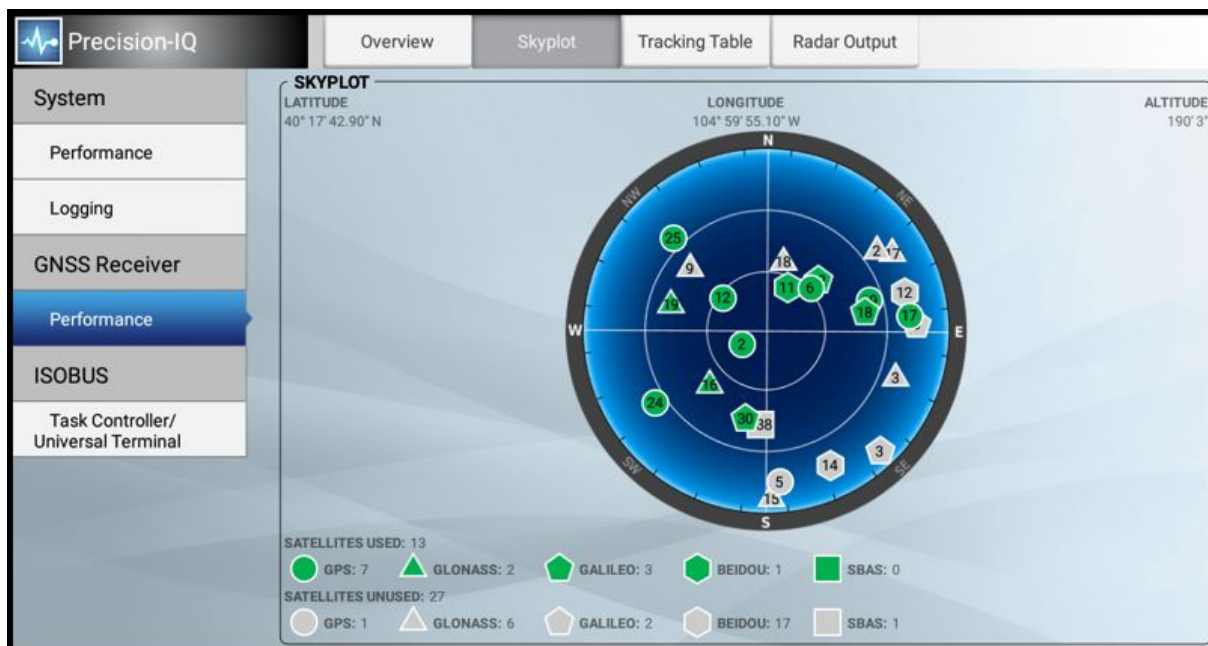 Precision-IQ
Overview
Skyplot
Tracking Table
Radar Output
System
Performance
Logging
GNSS Receiver
Performance
ISOBUS
Task Controller/
Universal Terminal
SKYPLOT
LATITUDE
40° 17' 42.90" N
LONGITUDE
104° 59' 55.10" W
ALTITUDE
190' 3"
N
NW
NE
25
9
18
2
17
11
6
12
12
19
18
17
W
E
2
3
16
24
30
38
3
14
5
15
SW
SE
S
SATELLITES USED: 13
GPS: 7
GLONASS: 2
GALILEO: 3
BEIDOU: 1
SBAS: 0
SATELLITES UNUSED: 27
GPS: 1
GLONASS: 6
GALILEO: 2
BEIDOU: 17
SBAS: 1